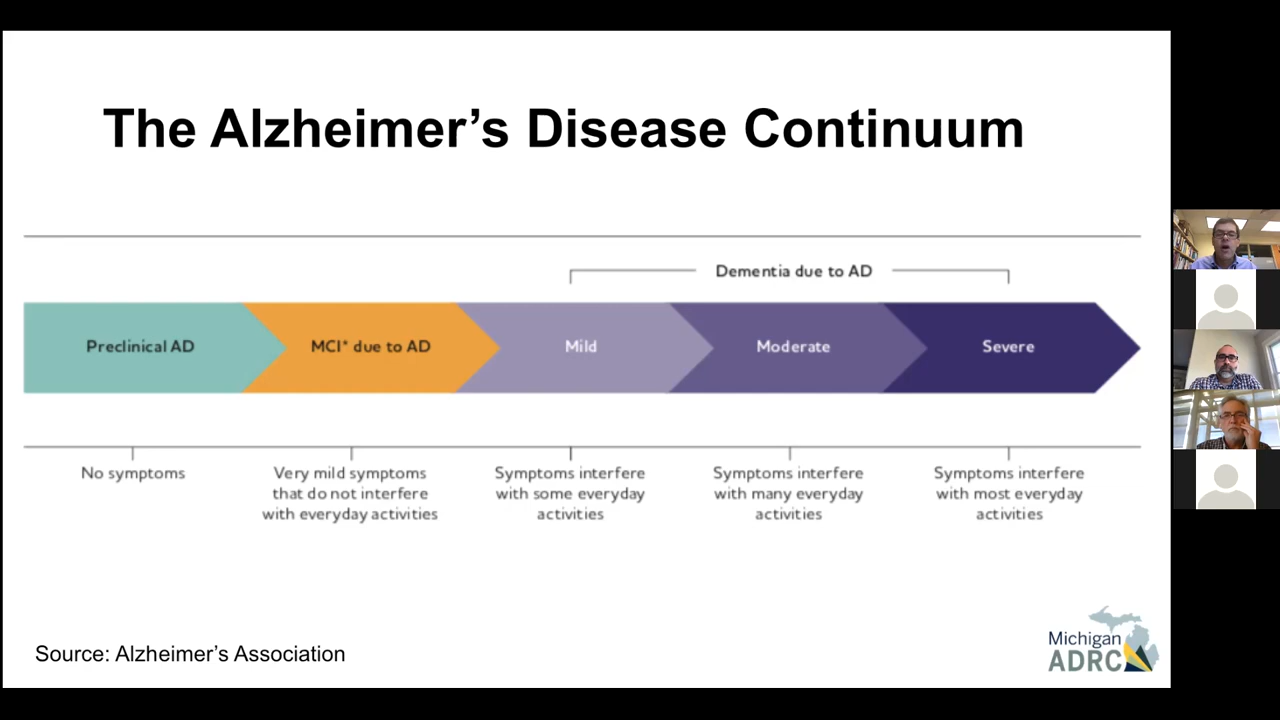 The Alzheimer's Disease Continuum
Dementia due to AD
Preclinical AD
MCI* due to AD
Mild
Moderate
Severe
No symptoms
Very mild symptoms
that do not interfere
with everyday activities
Symptoms interfere
with some everyday
activities
Symptoms interfere
with many everyday
activities
Symptoms interfere
with most everyday
activities
Source: Alzheimer's Association
Michigan
ADRC